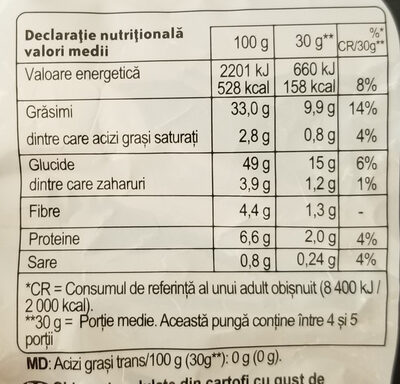 Declarație nutrițională
valori medii
100 g 30 g** %*
CR/30g**
Valoare energetică 2201 kJ 660 kJ
528 kcal 158 kcal 8%
Grăsimi 33,0 g 9,9 g 14%
dintre care acizi grași saturați 2,8 g 0,8 g 4%
Glucide 49 g 15 g 6%
dintre care zaharuri 3,9 g 1,2 g 1%
Fibre 4,4 g 1,3 g -
Proteine 6,6 g 2,0 g 4%
Sare 0,8 g 0,24 g 4%
*CR = Consumul de referință al unui adult obișnuit (8 400 kJ /
2 000 kcal).
**30 g = Porție medie. Această pungă conține între 4 și 5
porții
MD: Acizi grași trans/100 g (30g**): 0 g (0 g).
din cartofi cu gust de